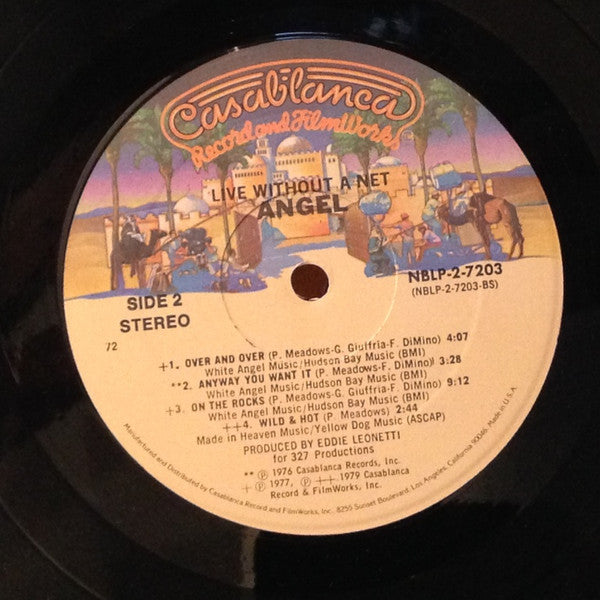 Casablanca
Record and FilmWorks
LIVE WITHOUT A NET
ANGEL
NBLP-2-7203
(NBLP-2-7203-BS)
SIDE 2
STEREO
72
+1. OVER AND OVER (P. Meadows-G. Giuffria-F. DiMino) 4:07
White Angel Music/Hudson Bay Music (BMI)
**2. ANYWAY YOU WANT IT (P. Meadows-F. DiMino) 3:28
White Angel Music/Hudson Bay Music (BMI)
+3. ON THE ROCKS (P. Meadows-G. Giuffria-F. DiMino) 9:12
White Angel Music/Hudson Bay Music (BMI)
++4. WILD & HOT (P. Meadows) 2:44
Made in Heaven Music/Yellow Dog Music (ASCAP)
PRODUCED BY EDDIE LEONETTI
for 327 Productions
** ℗ 1976 Casablanca Records, Inc.
+ ℗ 1977, ℗ ++ 1979 Casablanca
Record & FilmWorks, Inc.
Manufactured and Distributed by Casablanca Record and FilmWorks, Inc. 8255 Sunset Boulevard, Los Angeles, California 90046. Made in U.S.A.